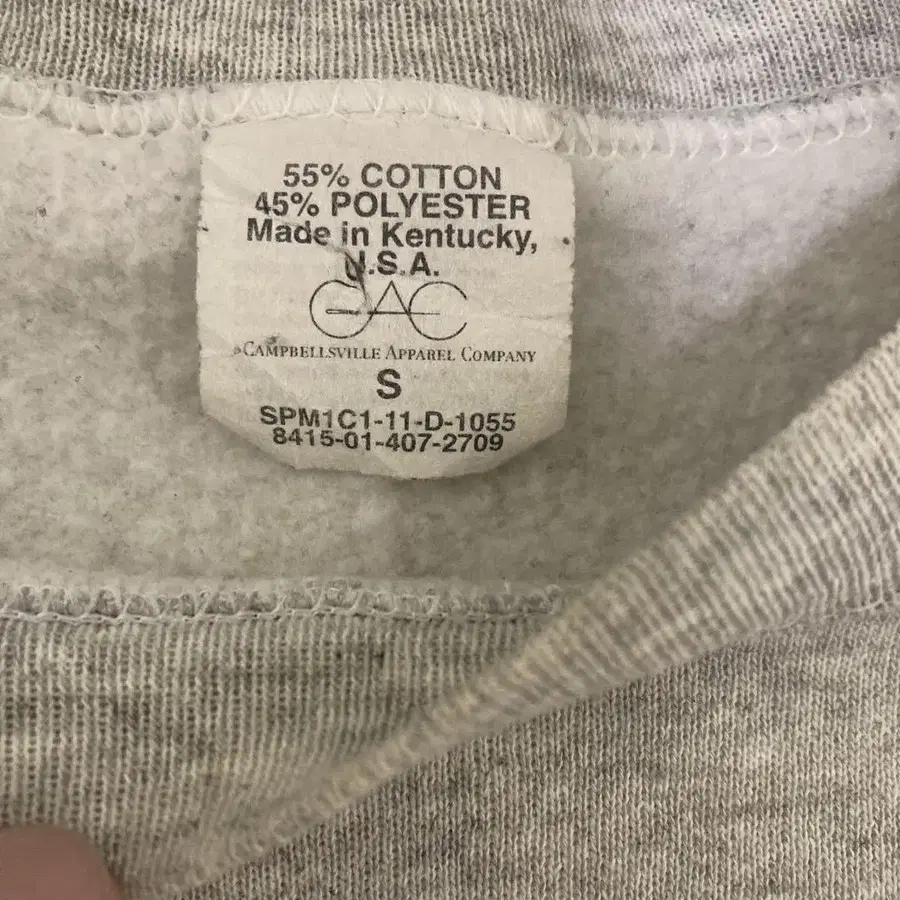 55% COTTON
45% POLYESTER
Made in Kentucky,
U.S.A.
CAC
CAMPBELLSVILLE APPAREL COMPANY
S
SPM1C1-11-D-1055
8415-01-407-2709